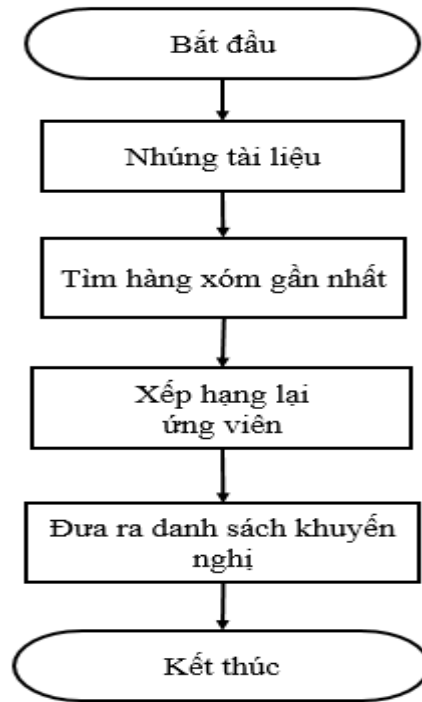 Bắt đầu
Nhúng tài liệu
Tìm hàng xóm gần nhất
Xếp hạng lại
ứng viên
Đưa ra danh sách khuyến
nghị
Kết thúc